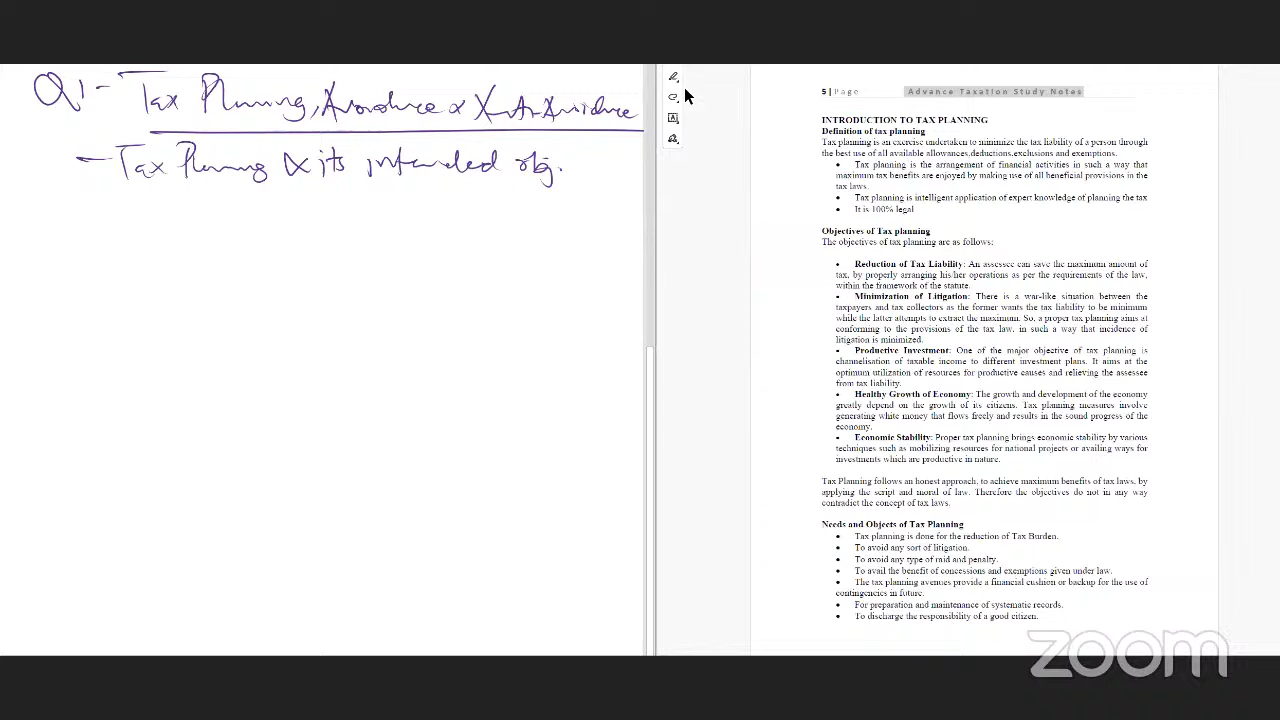 Q1 - Tax Planning, Avoidance & Anti-Avoidance
- Tax Planning & its intended obj.
5 | Page Advance Taxation Study Notes
INTRODUCTION TO TAX PLANNING
Definition of tax planning
Tax planning is an exercise undertaken to minimize the tax liability of a person through
the best use of all available allowances,deductions,exclusions and exemptions.
• Tax planning is the arrangement of financial activities in such a way that
maximum tax benefits are enjoyed by making use of all beneficial provisions in the
tax laws.
• Tax planning is intelligent application of expert knowledge of planning the tax
• It is 100% legal
Objectives of Tax planning
The objectives of tax planning are as follows:
• Reduction of Tax Liability: An assessee can save the maximum amount of
tax, by properly arranging his/her operations as per the requirements of the law,
within the framework of the statute.
• Minimization of Litigation: There is a war-like situation between the
taxpayers and tax collectors as the former wants the tax liability to be minimum
while the latter attempts to extract the maximum. So, a proper tax planning aims at
conforming to the provisions of the tax law, in such a way that incidence of
litigation is minimized.
• Productive Investment: One of the major objective of tax planning is
channelisation of taxable income to different investment plans. It aims at the
optimum utilization of resources for productive causes and relieving the assessee
from tax liability.
• Healthy Growth of Economy: The growth and development of the economy
greatly depend on the growth of its citizens. Tax planning measures involve
generating white money that flows freely and results in the sound progress of the
economy.
• Economic Stability: Proper tax planning brings economic stability by various
techniques such as mobilizing resources for national projects or availing ways for
investments which are productive in nature.
Tax Planning follows an honest approach, to achieve maximum benefits of tax laws, by
applying the script and moral of law. Therefore the objectives do not in any way
contradict the concept of tax laws.
Needs and Objects of Tax Planning
• Tax planning is done for the reduction of Tax Burden.
• To avoid any sort of litigation.
• To avoid any type of raid and penalty.
• To avail the benefit of concessions and exemptions given under law.
• The tax planning avenues provide a financial cushion or backup for the use of
contingencies in future.
• For preparation and maintenance of systematic records.
• To discharge the responsibility of a good citizen.
zoom